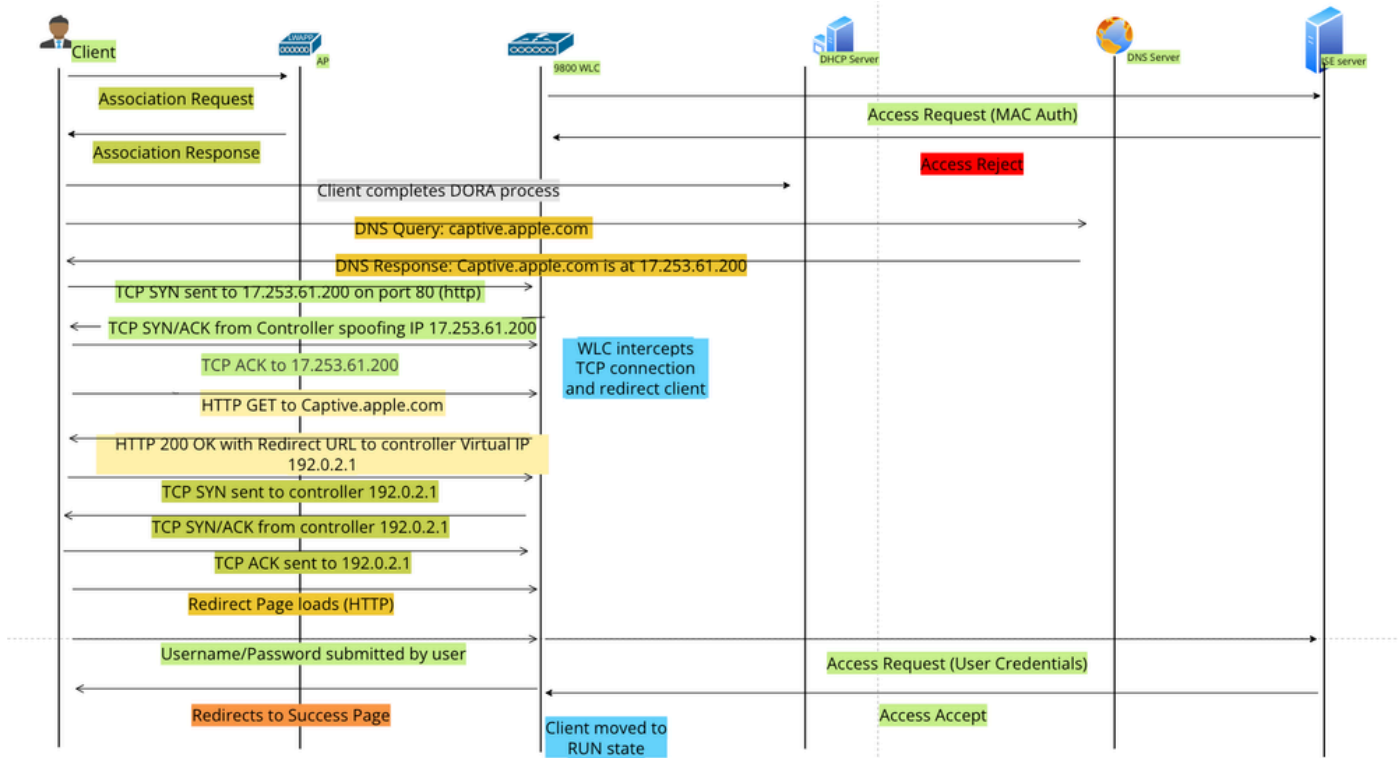 Client
LWAPP
AP
9800 WLC
DHCP Server
DNS Server
ISE server
Association Request
Access Request (MAC Auth)
Association Response
Access Reject
Client completes DORA process
DNS Query: captive.apple.com
DNS Response: Captive.apple.com is at 17.253.61.200
TCP SYN sent to 17.253.61.200 on port 80 (http)
TCP SYN/ACK from Controller spoofing IP 17.253.61.200
WLC intercepts
TCP connection
and redirect client
TCP ACK to 17.253.61.200
HTTP GET to Captive.apple.com
HTTP 200 OK with Redirect URL to controller Virtual IP
192.0.2.1
TCP SYN sent to controller 192.0.2.1
TCP SYN/ACK from controller 192.0.2.1
TCP ACK sent to 192.0.2.1
Redirect Page loads (HTTP)
Username/Password submitted by user
Access Request (User Credentials)
Redirects to Success Page
Access Accept
Client moved to
RUN state